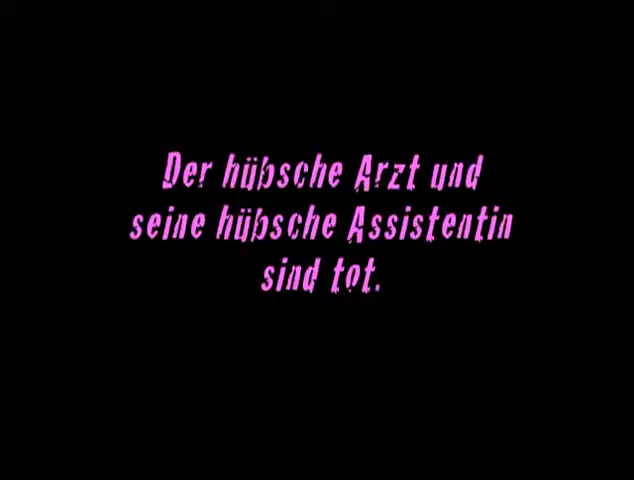 Der hübsche Arzt und
seine hübsche Assistentin
sind tot.